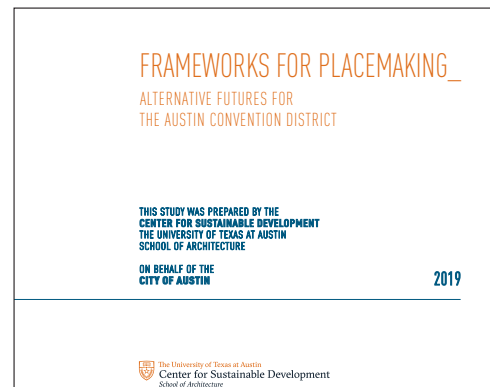 FRAMEWORKS FOR PLACEMAKING_
ALTERNATIVE FUTURES FOR
THE AUSTIN CONVENTION DISTRICT
THIS STUDY WAS PREPARED BY THE
CENTER FOR SUSTAINABLE DEVELOPMENT
THE UNIVERSITY OF TEXAS AT AUSTIN
SCHOOL OF ARCHITECTURE
ON BEHALF OF THE
CITY OF AUSTIN
2019
The University of Texas at Austin
Center for Sustainable Development
School of Architecture